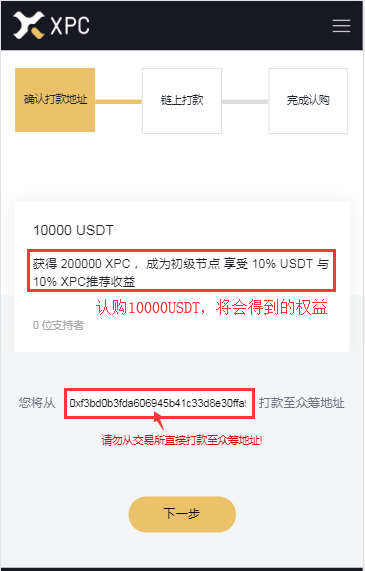 XPC
确认打款地址
链上打款
完成认购
10000 USDT
获得 200000 XPC ，成为初级节点 享受 10% USDT 与
10% XPC推荐收益
认购10000USDT，将会得到的权益
0 位支持者
您将从 0xf3bd0b3fda606945b41c33d8e30ffa 打款至众筹地址
请勿从交易所直接打款至众筹地址!
下一步